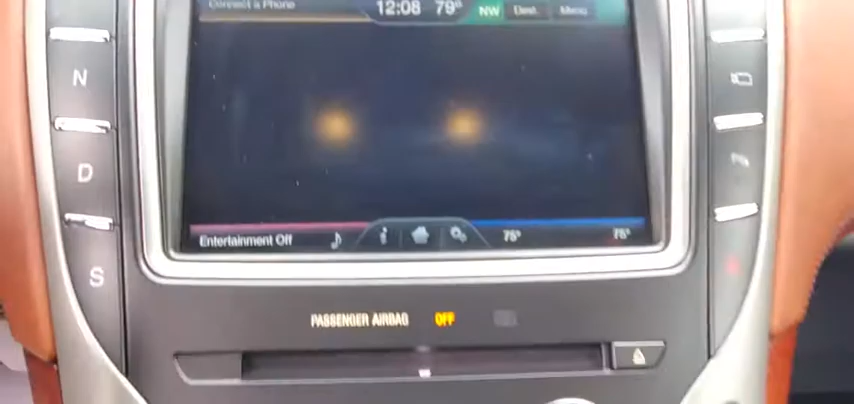 Connect a Phone 12:08 79° NW Dest Menu
N
D
S
Entertainment Off 75° 75°
PASSENGER AIRBAG OFF